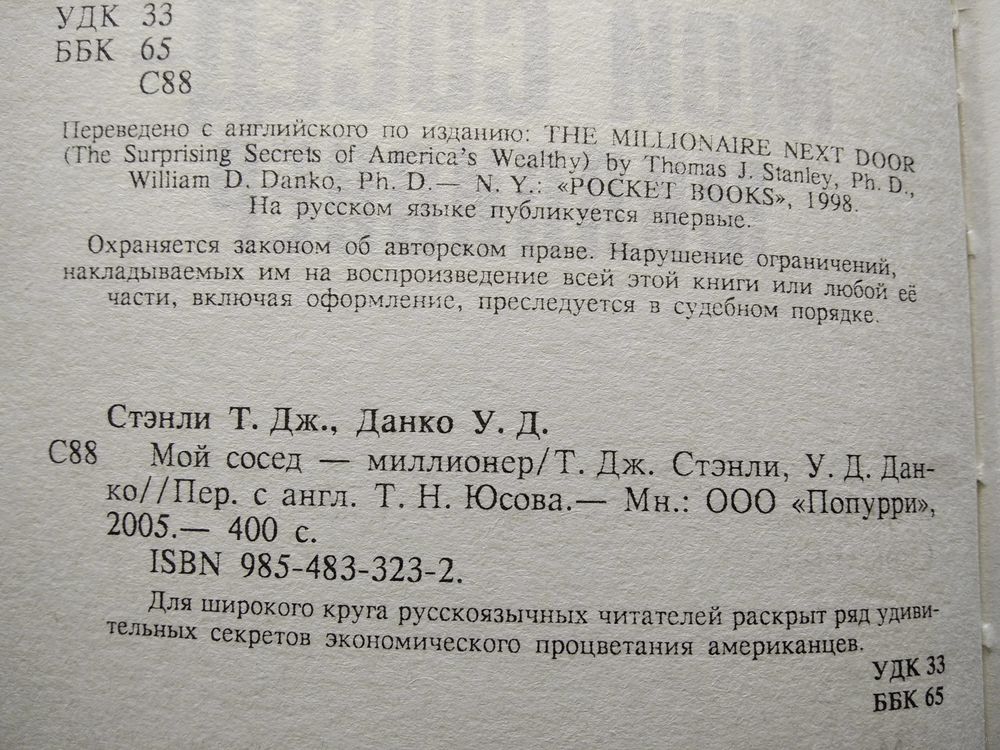 УДК 33
ББК 65
С88
Переведено с английского по изданию: THE MILLIONAIRE NEXT DOOR
(The Surprising Secrets of America's Wealthy) by Thomas J. Stanley, Ph. D.,
William D. Danko, Ph. D.— N. Y.: «POCKET BOOKS», 1998.
На русском языке публикуется впервые.
Охраняется законом об авторском праве. Нарушение ограничений,
накладываемых им на воспроизведение всей этой книги или любой её
части, включая оформление, преследуется в судебном порядке.
Стэнли Т. Дж., Данко У. Д.
С88 Мой сосед — миллионер/Т. Дж. Стэнли, У. Д. Дан-
ко//Пер. с англ. Т. Н. Юсова.— Мн.: ООО «Попурри»,
2005.— 400 с.
ISBN 985-483-323-2.
Для широкого круга русскоязычных читателей раскрыт ряд удиви-
тельных секретов экономического процветания американцев.
УДК 33
ББК 65